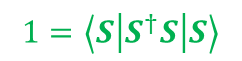 1 = ⟨S|S†S|S⟩